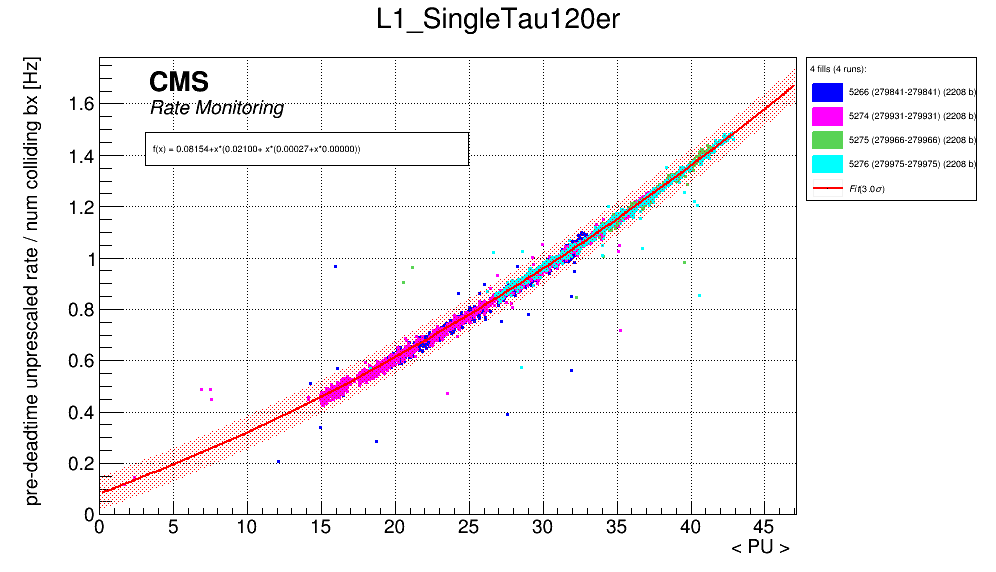 L1_SingleTau120er
pre-deadtime unprescaled rate / num colliding bx [Hz]
CMS
Rate Monitoring
f(x) = 0.08154+x*(0.02100+ x*(0.00027+x*0.00000))
1.6
1.4
1.2
1
0.8
0.6
0.4
0.2
0
0 5 10 15 20 25 30 35 40 45
< PU >
4 fills (4 runs):
5266 (279841-279841) (2208 b)
5274 (279931-279931) (2208 b)
5275 (279966-279966) (2208 b)
5276 (279975-279975) (2208 b)
Fit(3.0σ)